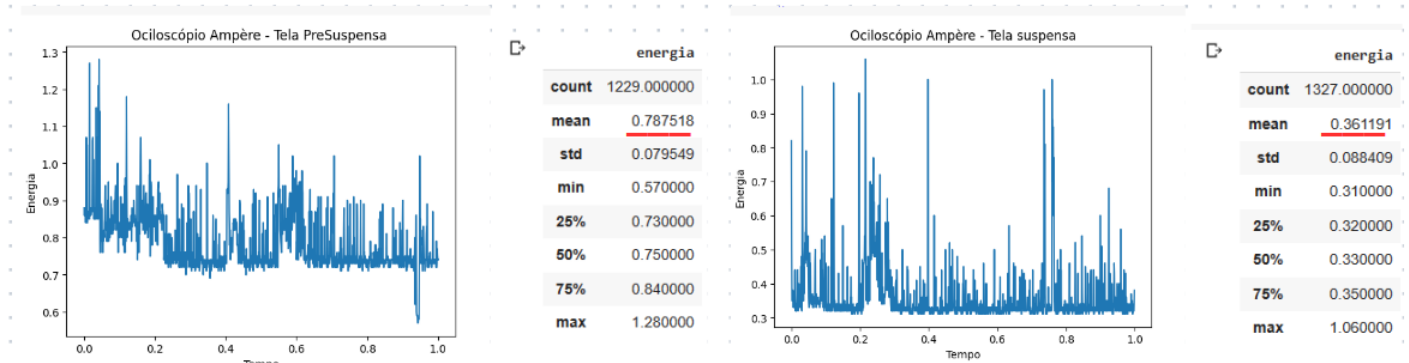 Ociloscópio Ampère - Tela PreSuspensa
1.3
1.2
1.1
1.0
0.9
0.8
0.7
0.6
Energia
0.0 0.2 0.4 0.6 0.8 1.0
Tempo
energia
count 1229.000000
mean 0.787518
std 0.079549
min 0.570000
25% 0.730000
50% 0.750000
75% 0.840000
max 1.280000
Ociloscópio Ampère - Tela suspensa
1.0
0.9
0.8
0.7
0.6
0.5
0.4
0.3
Energia
0.0 0.2 0.4 0.6 0.8 1.0
Tempo
energia
count 1327.000000
mean 0.361191
std 0.088409
min 0.310000
25% 0.320000
50% 0.330000
75% 0.350000
max 1.060000